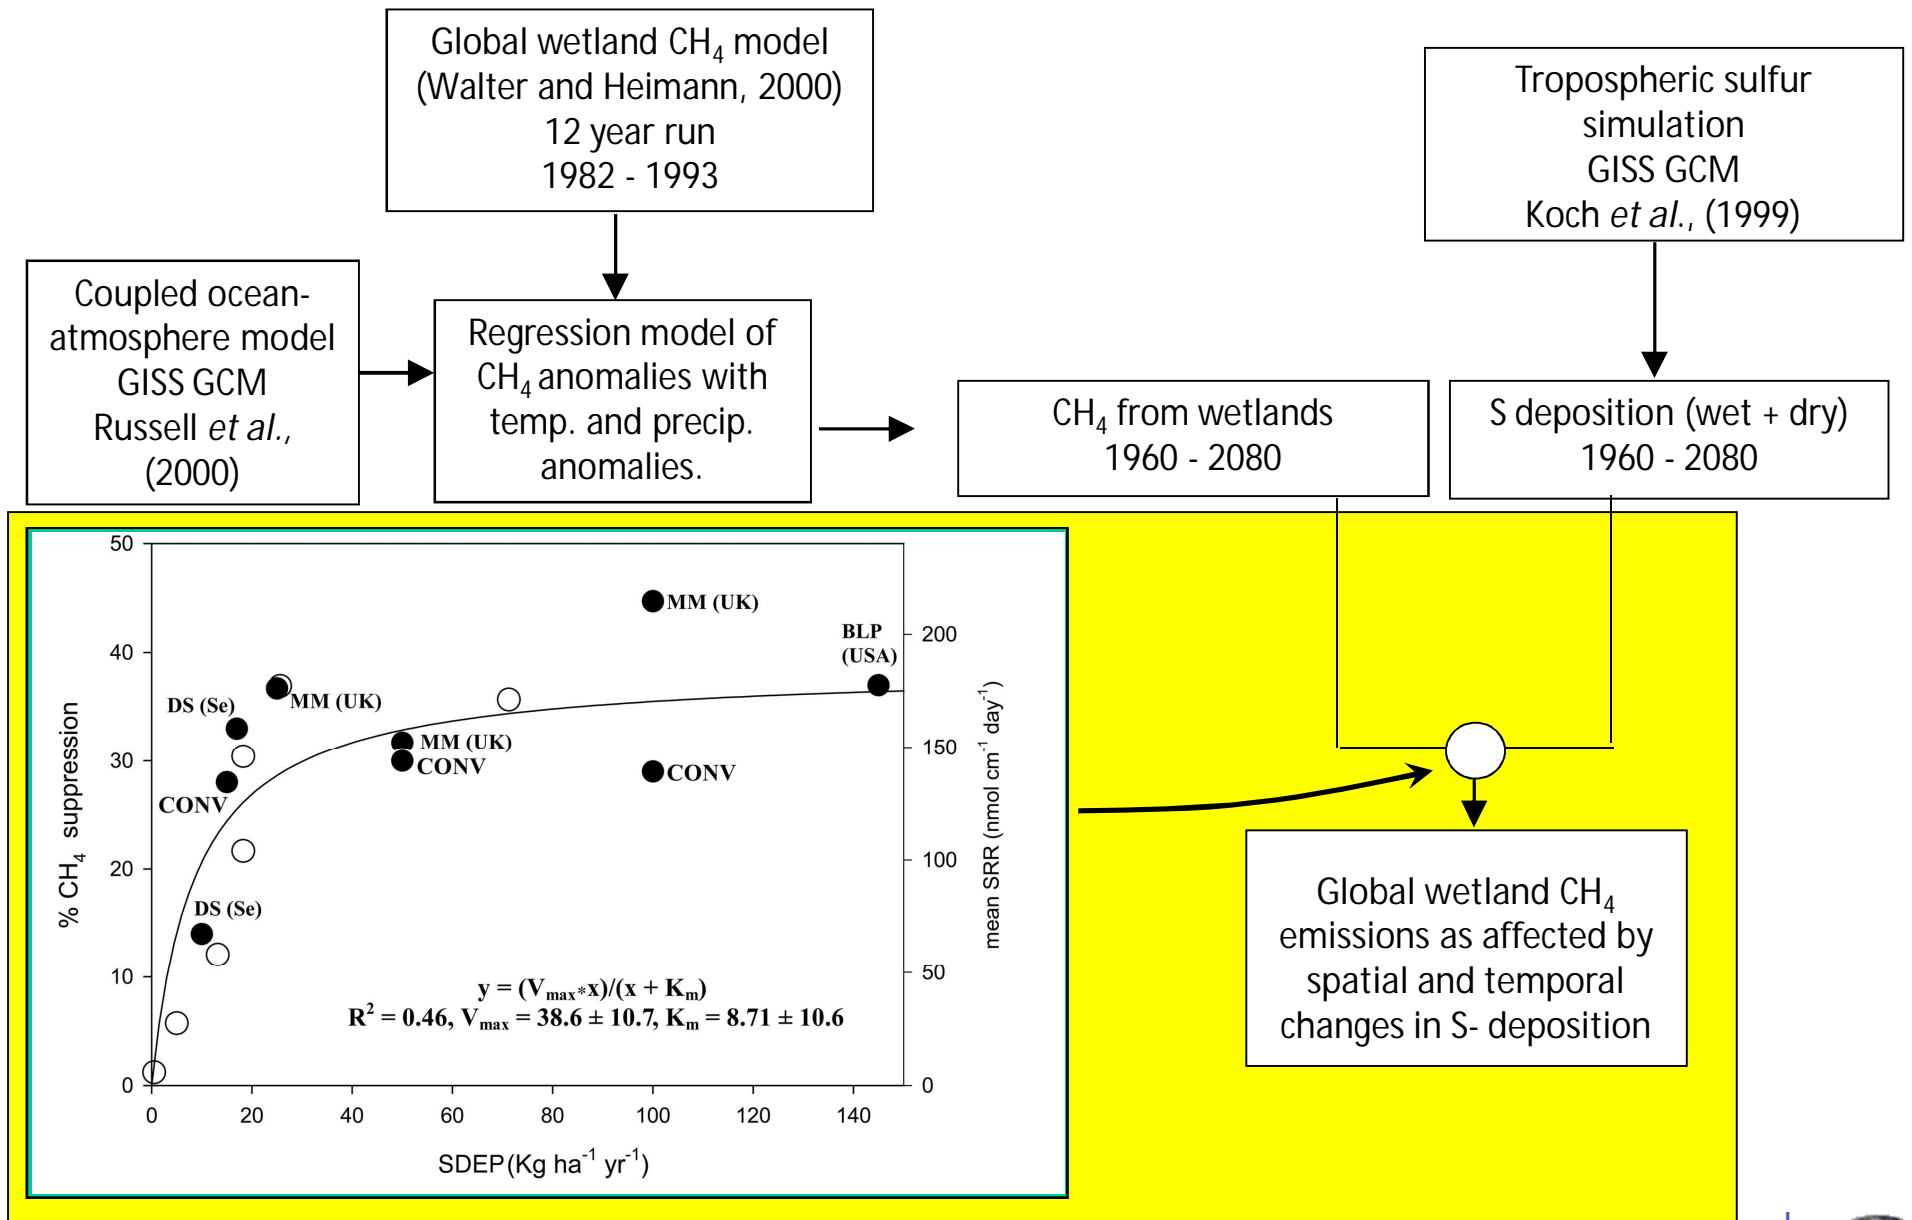 Global wetland CH₄ model
(Walter and Heimann, 2000)
12 year run
1982 - 1993
Tropospheric sulfur
simulation
GISS GCM
Koch et al., (1999)
Coupled ocean-
atmosphere model
GISS GCM
Russell et al.,
(2000)
Regression model of
CH₄ anomalies with
temp. and precip.
anomalies.
CH₄ from wetlands
1960 - 2080
S deposition (wet + dry)
1960 - 2080
% CH₄ suppression
50
40
30
20
10
0
MM (UK)
BLP
(USA)
DS (Se)
MM (UK)
MM (UK)
CONV
CONV
CONV
DS (Se)
y = (Vmax*x)/(x + Km)
R² = 0.46, Vmax = 38.6 ± 10.7, Km = 8.71 ± 10.6
200
150
100
50
0
mean SRR (nmol cm⁻¹ day⁻¹)
0 20 40 60 80 100 120 140
SDEP(Kg ha⁻¹ yr⁻¹)
Global wetland CH₄
emissions as affected by
spatial and temporal
changes in S- deposition